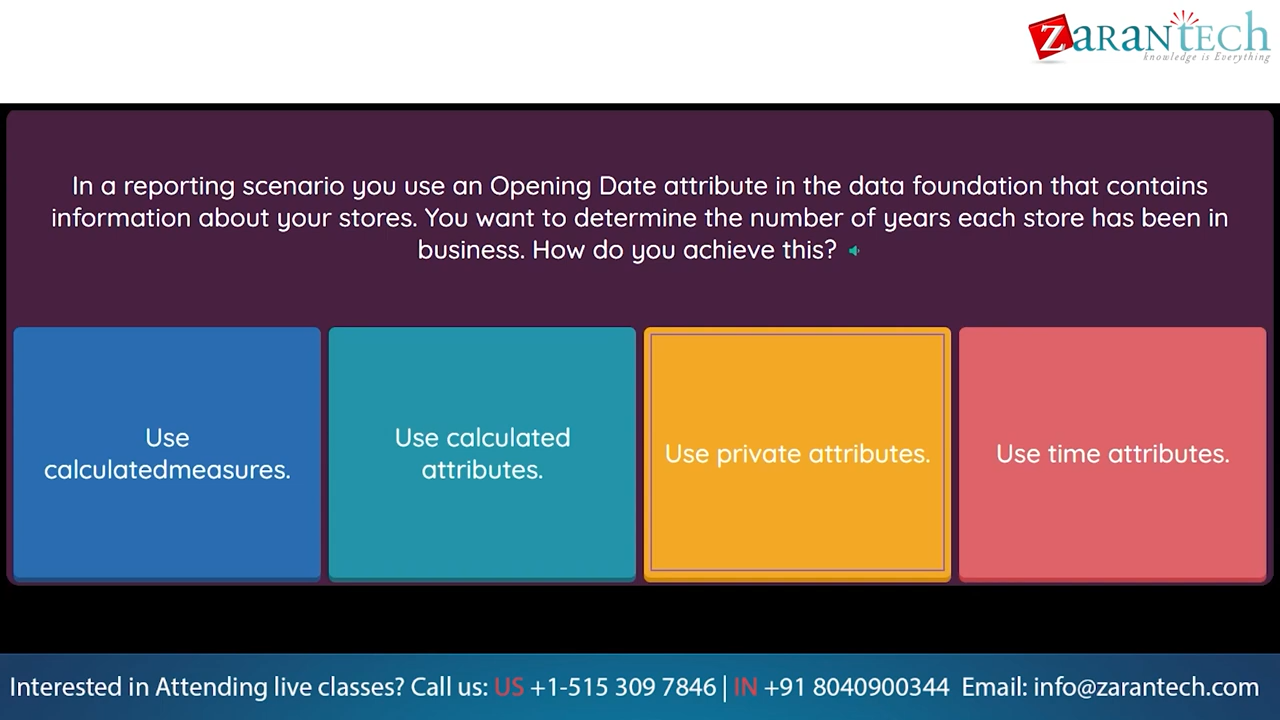 ZARANTECH
knowledge is Everything
In a reporting scenario you use an Opening Date attribute in the data foundation that contains
information about your stores. You want to determine the number of years each store has been in
business. How do you achieve this?
Use
calculatedmeasures.
Use calculated
attributes.
Use private attributes.
Use time attributes.
Interested in Attending live classes? Call us: US +1-515 309 7846 | IN +91 8040900344 Email: info@zarantech.com